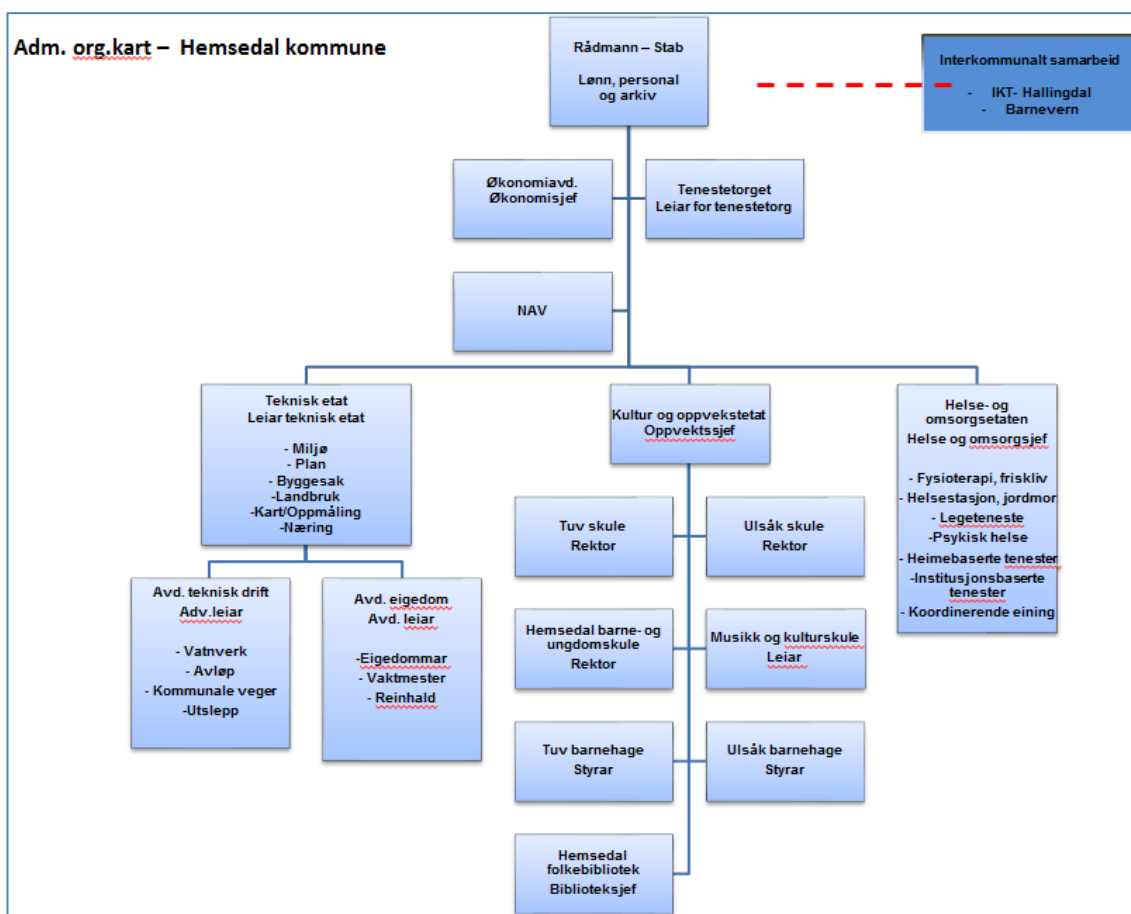 Adm. org.kart – Hemsedal kommune
Rådmann – Stab
Lønn, personal
og arkiv
Interkommunalt samarbeid
- IKT- Hallingdal
- Barnevern
Økonomiavd.
Økonomisjef
Tenestetorget
Leiar for tenestetorg
NAV
Teknisk etat
Leiar teknisk etat
- Miljø
- Plan
- Byggesak
-Landbruk
-Kart/Oppmåling
-Næring
Avd. teknisk drift
Adv.leiar
- Vatnverk
- Avløp
- Kommunale veger
-Utslepp
Avd. eigedom
Avd. leiar
-Eigedommar
- Vaktmester
- Reinhald
Kultur og oppvekstetat
Oppvektssjef
Tuv skule
Rektor
Ulsåk skule
Rektor
Hemsedal barne- og
ungdomskule
Rektor
Musikk og kulturskule
Leiar
Tuv barnehage
Styrar
Ulsåk barnehage
Styrar
Hemsedal
folkebibliotek
Biblioteksjef
Helse- og
omsorgsetaten
Helse og omsorgsjef
- Fysioterapi, friskliv
- Helsestasjon, jordmor
- Legeteneste
-Psykisk helse
- Heimebaserte tenester
-Institusjonsbaserte
tenester
- Koordinerende eining